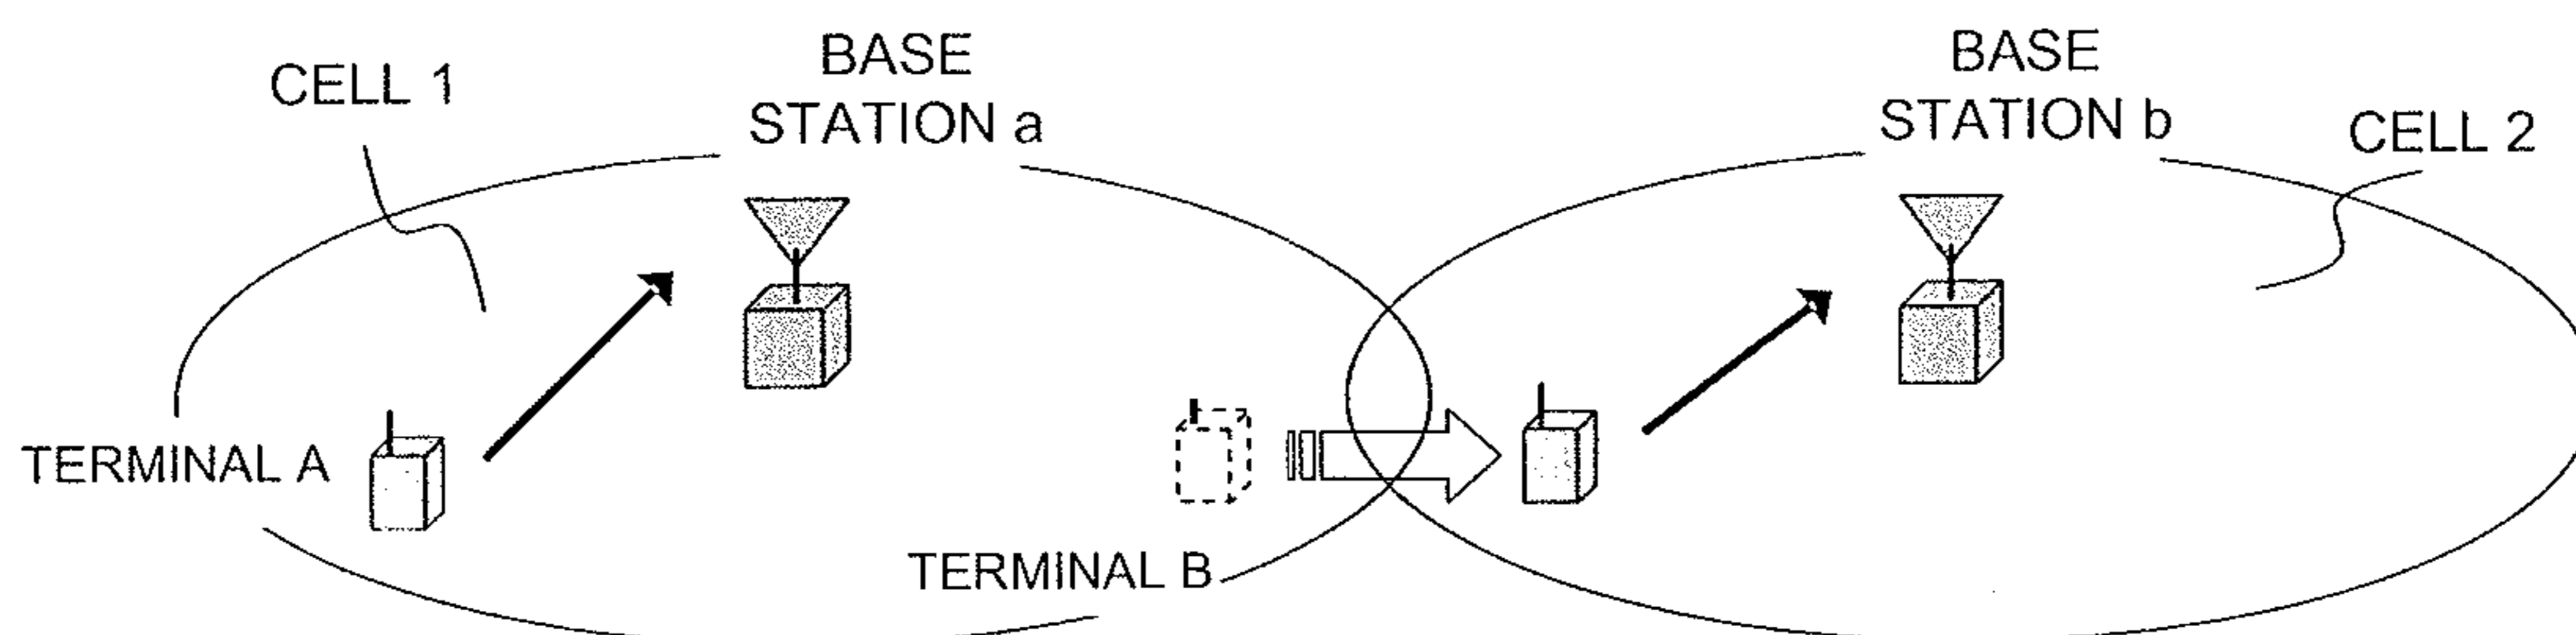 CELL 1
BASE
STATION a
BASE
STATION b
CELL 2
TERMINAL A
TERMINAL B